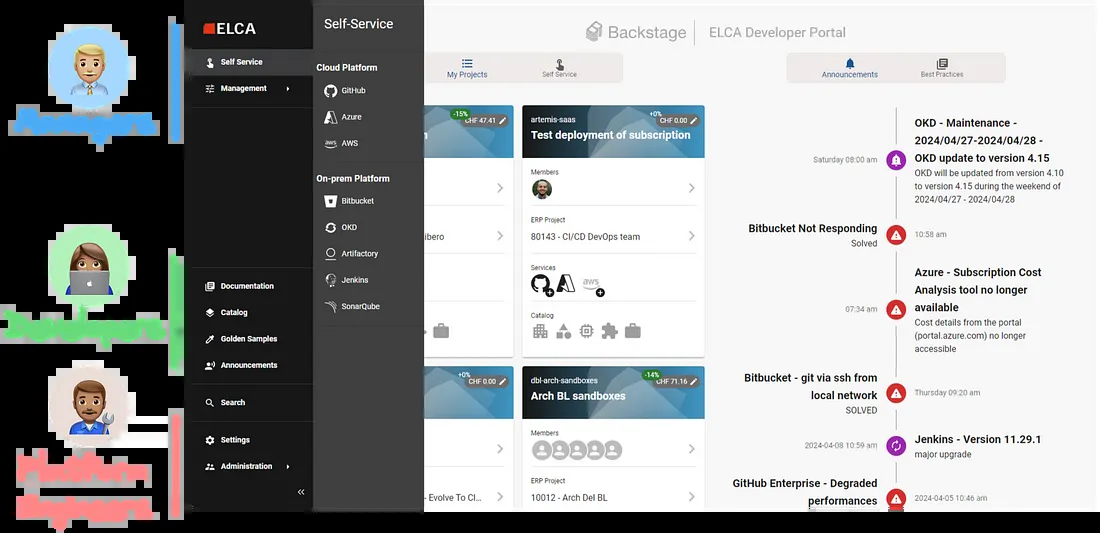 ELCA
Self Service
Management
Documentation
Catalog
Golden Samples
Announcements
Search
Settings
Administration
«
Self-Service
Cloud Platform
GitHub
Azure
aws
AWS
On-prem Platform
Bitbucket
OKD
Artifactory
Jenkins
SonarQube
Backstage
ELCA Developer Portal
My Projects
Self Service
Announcements
Best Practices
-15%
CHF 47.41
ibero
+0%
CHF 0.00
- Evolve To Cl...
artemis-saas
+0%
CHF 0.00
Test deployment of subscription
Members
ERP Project
80143 - CI/CD DevOps team
Services
aws
Catalog
dbl-arch-sandboxes
-14%
CHF 71.16
Arch BL sandboxes
Members
ERP Project
10012 - Arch Del BL
Saturday 08:00 am
OKD - Maintenance -
2024/04/27-2024/04/28 -
OKD update to version 4.15
OKD will be updated from version 4.10
to version 4.15 during the weekend of
2024/04/27 - 2024/04/28
Bitbucket Not Responding
Solved
10:58 am
07:34 am
Azure - Subscription Cost
Analysis tool no longer
available
Cost details from the portal
(portal.azure.com) no longer
accessible
Bitbucket - git via ssh from
local network
SOLVED
Thursday 09:20 am
2024-04-08 10:59 am
Jenkins - Version 11.29.1
major upgrade
GitHub Enterprise - Degraded
performances
2024-04-05 10:46 am